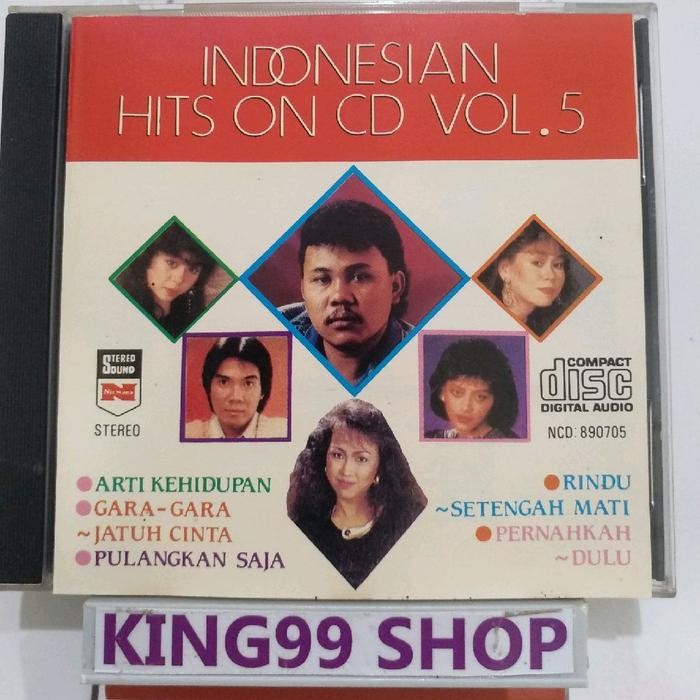 INDONESIAN
HITS ON CD VOL.5
STEREO
SOUND
STEREO
COMPACT
disc
DIGITAL AUDIO
NCD: 890705
ARTI KEHIDUPAN
GARA-GARA
~JATUH CINTA
PULANGKAN SAJA
RINDU
~SETENGAH MATI
PERNAHKAH
~DULU
KING99 SHOP